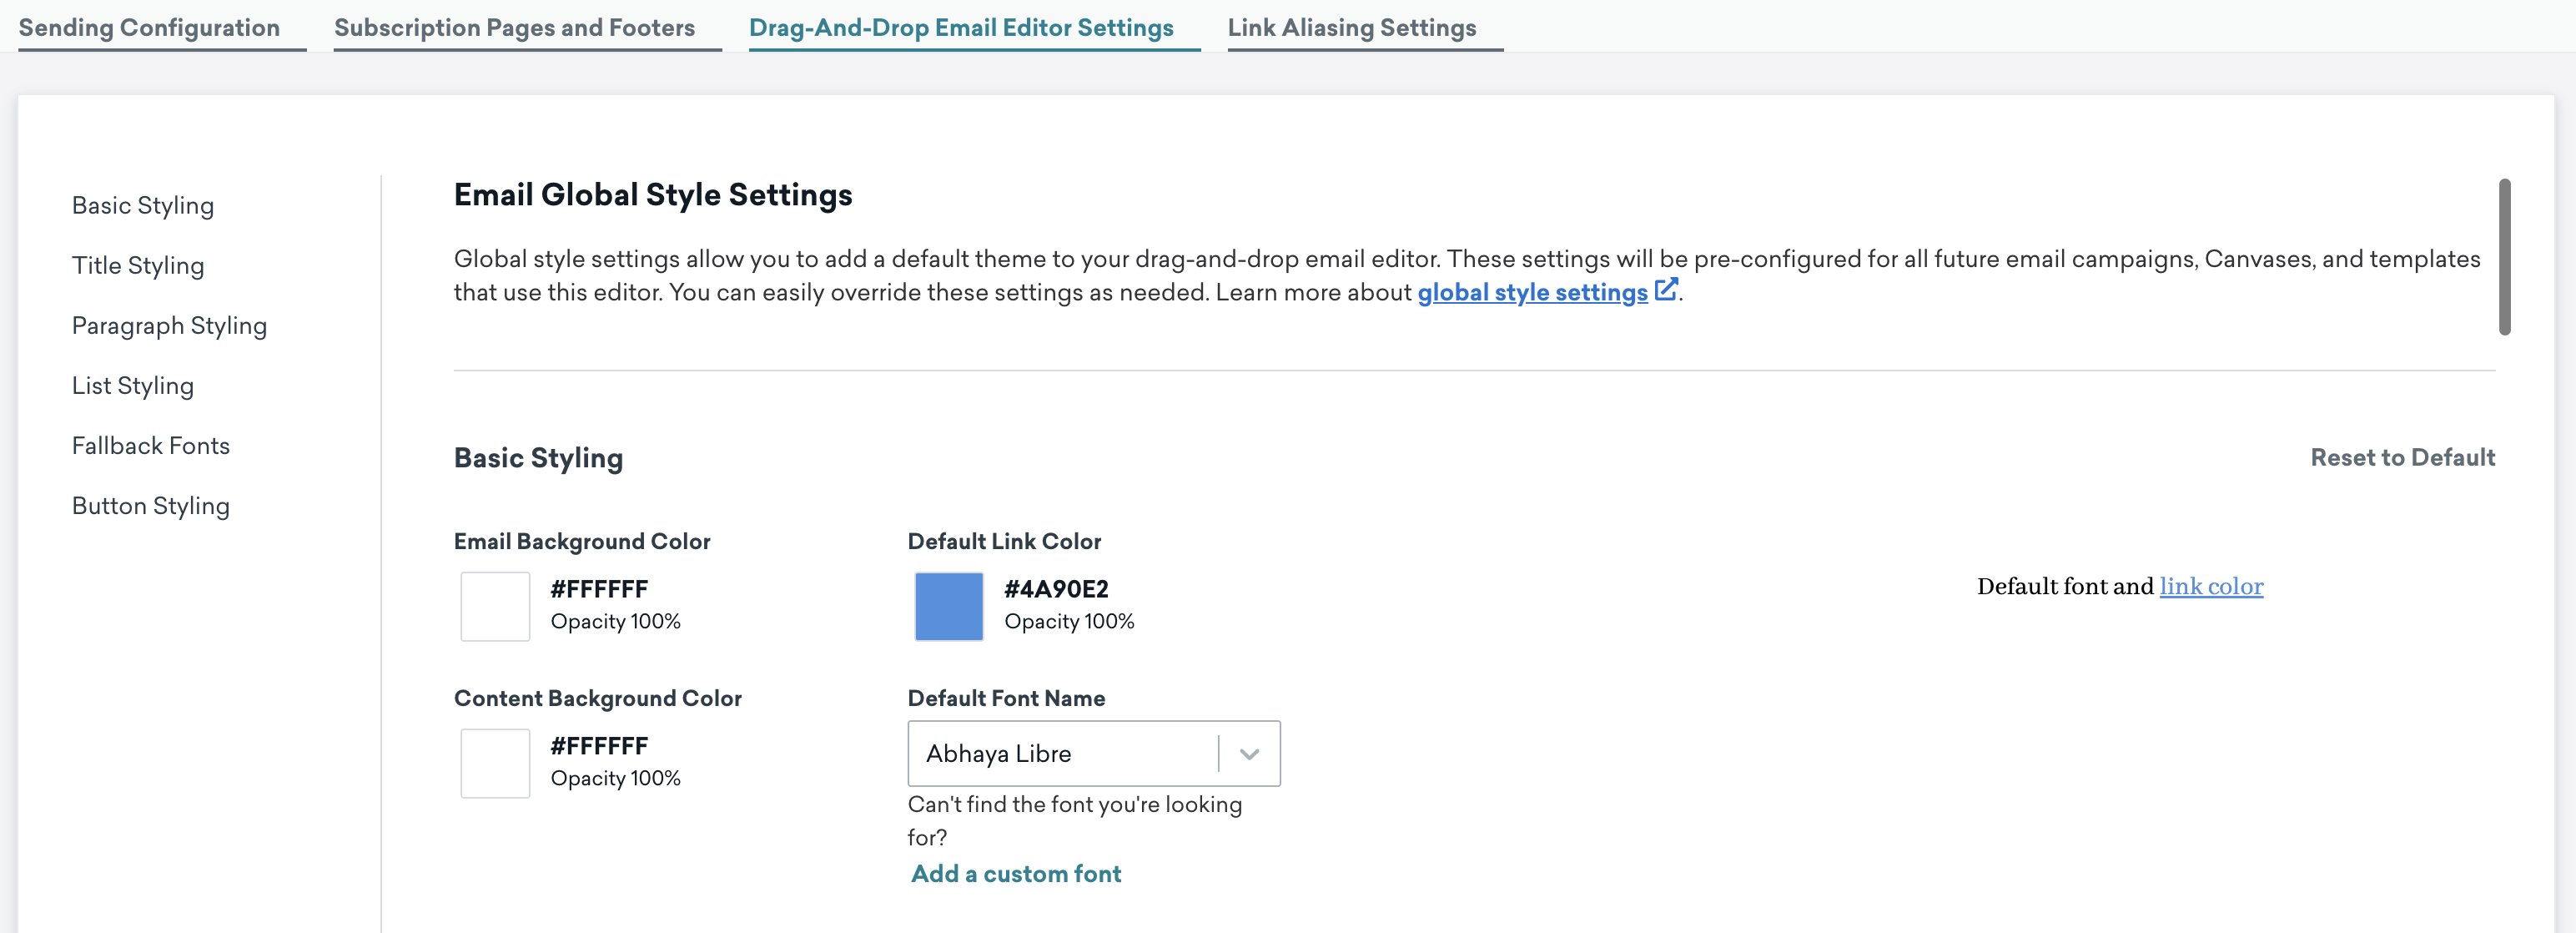 Sending Configuration
Subscription Pages and Footers
Drag-And-Drop Email Editor Settings
Link Aliasing Settings
Basic Styling
Title Styling
Paragraph Styling
List Styling
Fallback Fonts
Button Styling
Email Global Style Settings
Global style settings allow you to add a default theme to your drag-and-drop email editor. These settings will be pre-configured for all future email campaigns, Canvases, and templates
that use this editor. You can easily override these settings as needed. Learn more about global style settings.
Basic Styling
Reset to Default
Email Background Color
#FFFFFF
Opacity 100%
Default Link Color
#4A90E2
Opacity 100%
Default font and link color
Content Background Color
#FFFFFF
Opacity 100%
Default Font Name
Abhaya Libre
Can't find the font you're looking
for?
Add a custom font